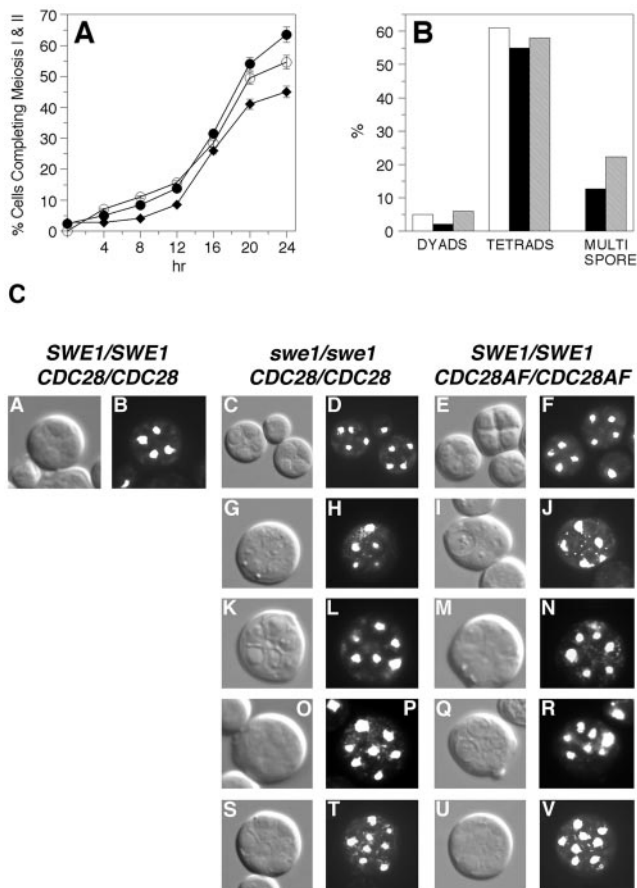 A
% Cells Completing Meiosis I & II
70
60
50
40
30
20
10
0
4
8
12
16
20
24
hr
B
%
60
50
40
30
20
10
0
DYADS
TETRADS
MULTI
SPORE
C
SWE1/SWE1
CDC28/CDC28
swe1/swe1
CDC28/CDC28
SWE1/SWE1
CDC28AF/CDC28AF
A
B
C
D
E
F
G
H
I
J
K
L
M
N
O
P
Q
R
S
T
U
V